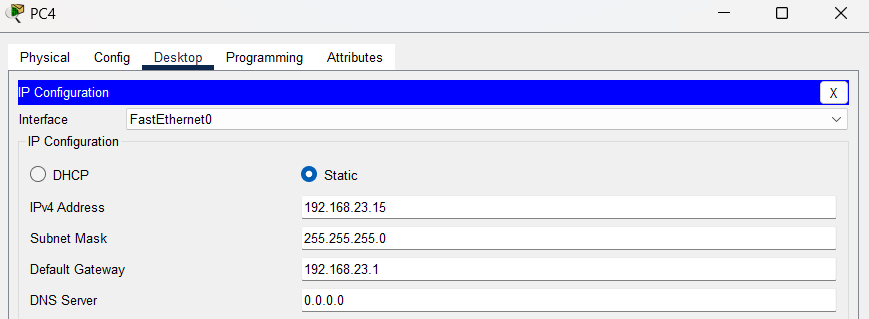 PC4
Physical Config Desktop Programming Attributes
IP Configuration X
Interface FastEthernet0
IP Configuration
DHCP Static
IPv4 Address 192.168.23.15
Subnet Mask 255.255.255.0
Default Gateway 192.168.23.1
DNS Server 0.0.0.0